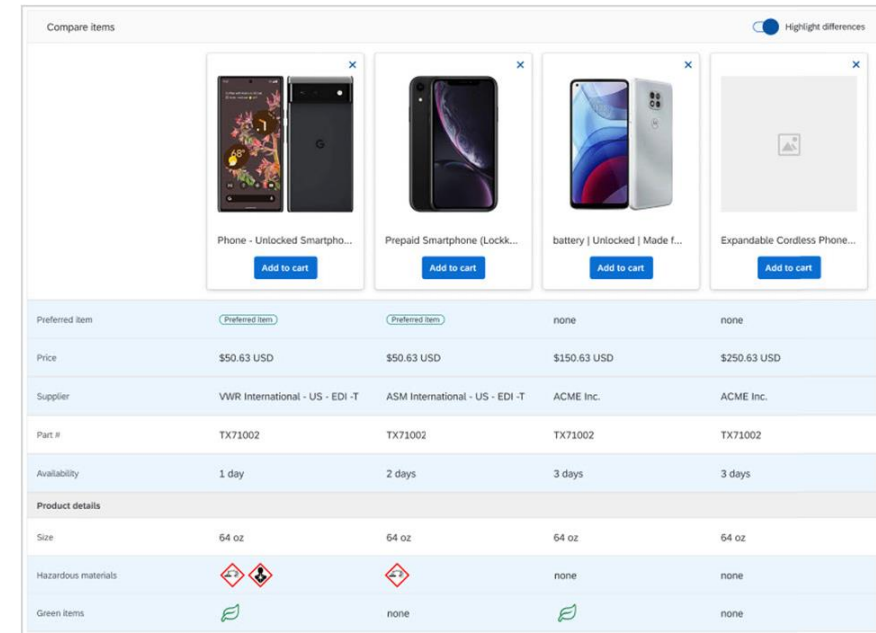 Compare items
Highlight differences
Phone - Unlocked Smartpho...
Prepaid Smartphone (Lockk...
battery | Unlocked | Made f...
Expandable Cordless Phone...
Add to cart
Add to cart
Add to cart
Add to cart
Preferred item
Preferred item
Preferred item
none
none
Price
$50.63 USD
$50.63 USD
$150.63 USD
$250.63 USD
Supplier
VWR International - US - EDI -T
ASM International - US - EDI -T
ACME Inc.
ACME Inc.
Part #
TX71002
TX71002
TX71002
TX71002
Availability
1 day
2 days
3 days
3 days
Product details
Size
64 oz
64 oz
64 oz
64 oz
Hazardous materials
none
none
Green items
none
none